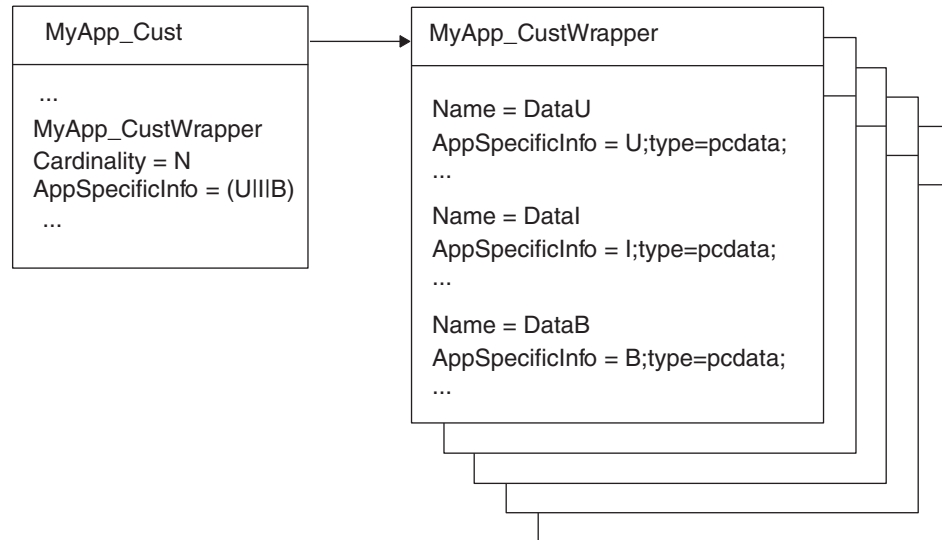 MyApp_Cust
...
MyApp_CustWrapper
Cardinality = N
AppSpecificInfo = (U|I|B)
...
MyApp_CustWrapper
Name = DataU
AppSpecificInfo = U;type=pcdata;
...
Name = DataI
AppSpecificInfo = I;type=pcdata;
...
Name = DataB
AppSpecificInfo = B;type=pcdata;
...